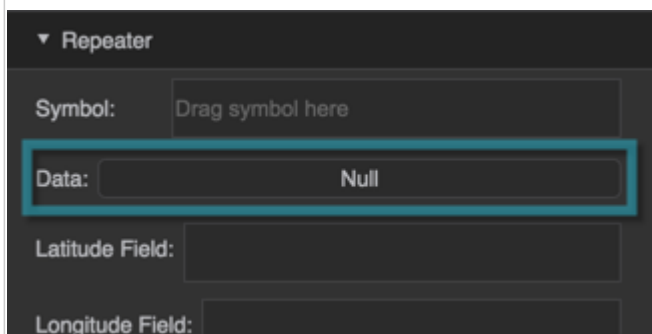 Repeater
Symbol: Drag symbol here
Data: Null
Latitude Field:
Longitude Field: